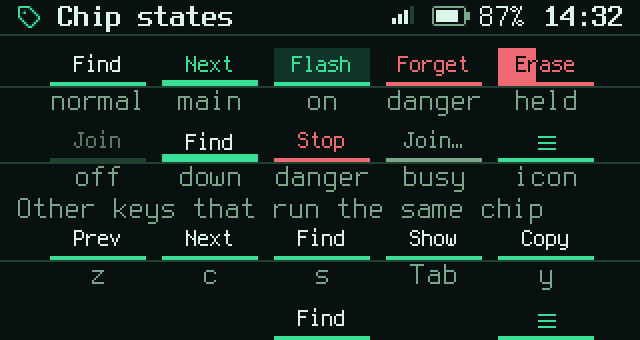 Chip states 87% 14:32
Find Next Flash Forget Erase
normal main on danger held
Join Find Stop Join…
off down danger busy icon
Other keys that run the same chip
Prev Next Find Show Copy
z c s Tab y
Find